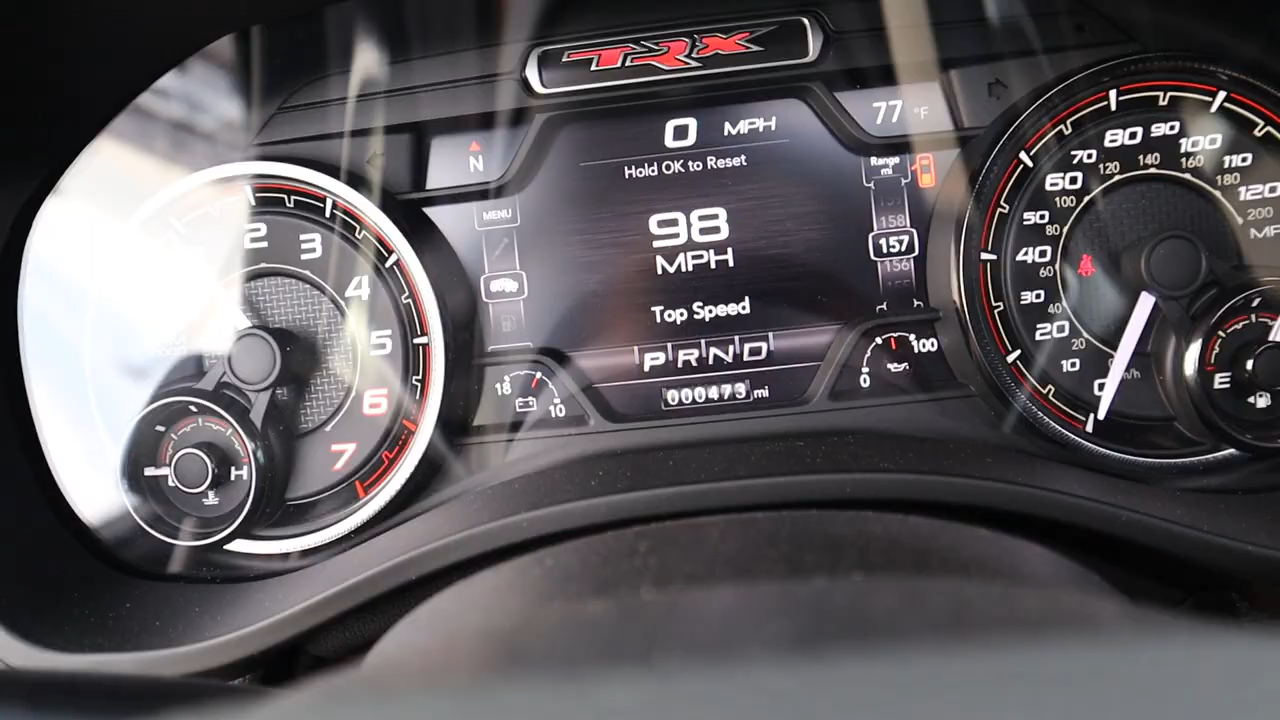 TRX
0 MPH
77 °F
Hold OK to Reset
N
MENU
98
MPH
Top Speed
PRND
000473 mi
18
10
Range
mi
158
157
156
0
100
2
3
4
5
6
7
H
0
10
20
30
40
50
60
70
80
90
100
110
120
20
40
60
80
100
120
140
160
180
200
km/h
E